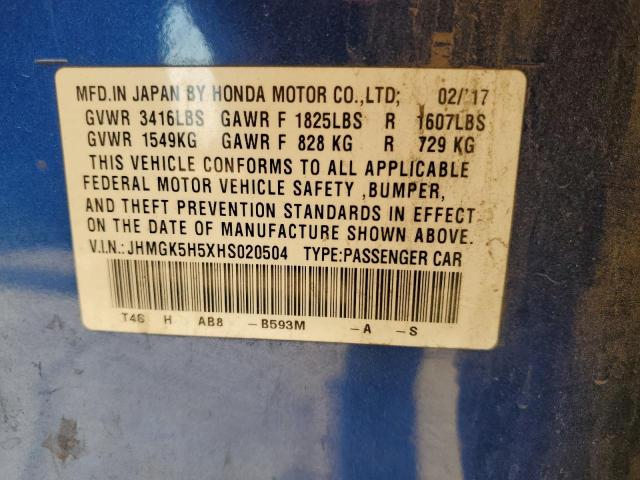 MFD.IN JAPAN BY HONDA MOTOR CO.,LTD; 02/'17
GVWR 3416LBS GAWR F 1825LBS R 1607LBS
GVWR 1549KG GAWR F 828 KG R 729 KG
THIS VEHICLE CONFORMS TO ALL APPLICABLE
FEDERAL MOTOR VEHICLE SAFETY ,BUMPER,
AND THEFT PREVENTION STANDARDS IN EFFECT
ON THE DATE OF MANUFACTURE SHOWN ABOVE.
V.I.N.:JHMGK5H5XHS020504 TYPE:PASSENGER CAR
T4G H AB8 -B593M -A -S